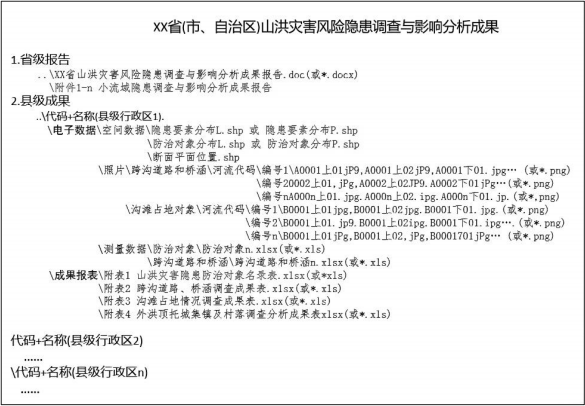 XX省(市、自治区)山洪灾害风险隐患调查与影响分析成果
1.省级报告
..\XX省山洪灾害风险隐患调查与影响分析成果报告.doc(或*.docx)
\附件1-n 小流域隐患调查与影响分析成果报告
2.县级成果
..\代码+名称(县级行政区1).
\电子数据\空间数据\隐患要素分布L.shp 或 隐患要素分布P.shp
\防治对象分布L.shp 或 防治对象分布P.shp
\断面平面位置.shp
\照片\跨沟道路和桥涵\河流代码\编号1\A0001上01jP9,A0001上02jP9,A0001下01.jpg… (或*.png)
\编号20002上01,jPg,A0002上02JP9.A0002下01jPg…(或*.png)
\编号nA000n上01.jpg.A000n上02.ipg.A000n下01.jp.(或*,png)
\沟滩占地对象\河流代码\编号1\B0001上01jpg,B0001上02jpg.B0001下01.jpg.(或*.png)
\编号2\B0001上01.jp9.B0001上02ipg.B0001下01.ipg….(或*.png)
\编号n\B0001上01jPg,B0001上02,jPg,B0001701jPg… (或*.png)
\测量数据\防治对象\防治对象n.xlsx(或*.xls)
\跨沟道路和桥涵\跨沟道路和桥涵n.xlsx(或*.xls)
\成果报表\附表1 山洪灾害隐患防治对象名录表.xlsx(或*xls)
\附表2 跨沟道路、桥涵调查成果表.xlsx(或*.xls)
\附表3 沟滩占地情况调查成果表.xlsx(或*.xls)
\附表4 外洪顶托城集镇及村落调查分析成果表xlsx(或*.xls)
代码+名称(县级行政区2)
……
\代码+名称(县级行政区n)
……